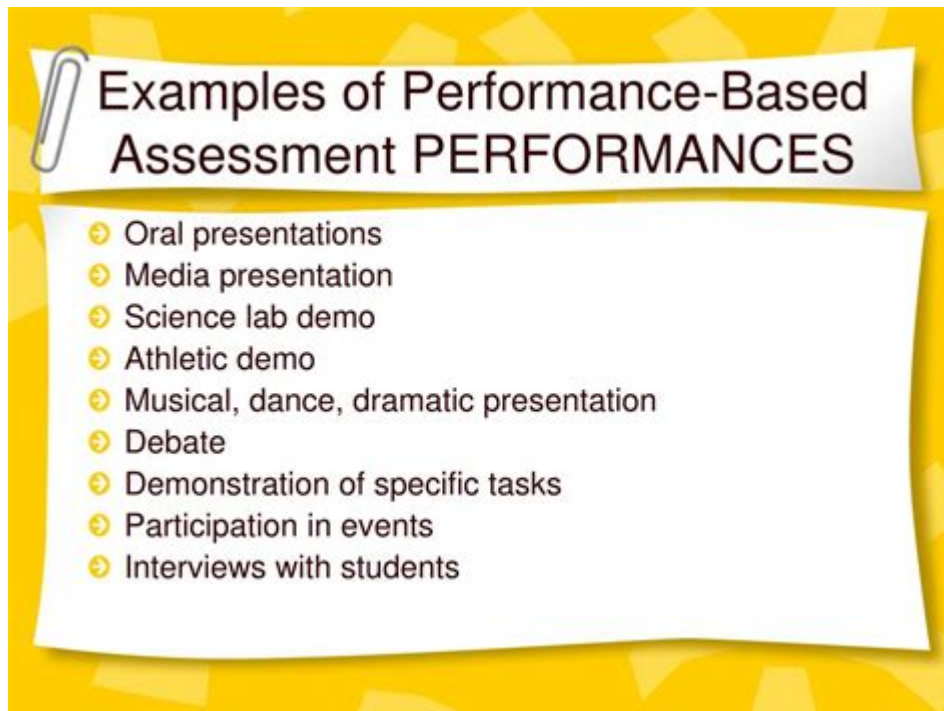 Examples of Performance-Based
Assessment PERFORMANCES
Oral presentations
Media presentation
Science lab demo
Athletic demo
Musical, dance, dramatic presentation
Debate
Demonstration of specific tasks
Participation in events
Interviews with students